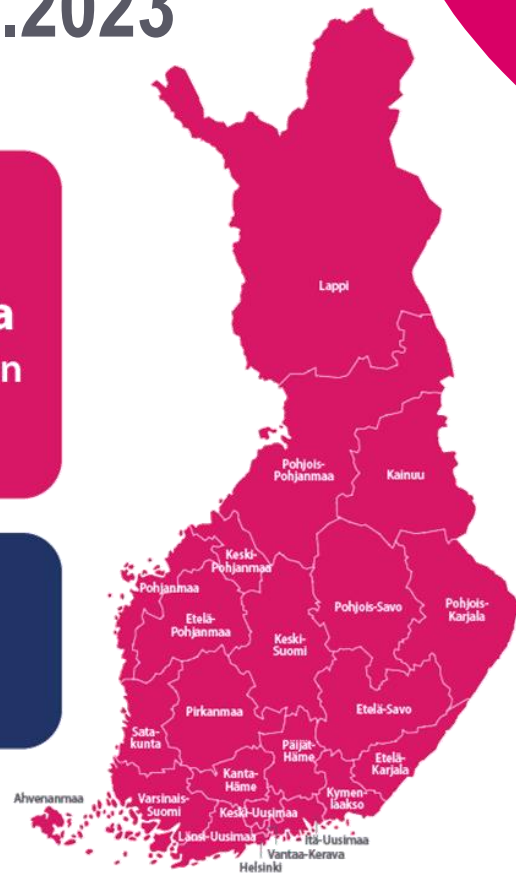 .2023
a
n
Lappi
Pohjois-
Pohjanmaa
Kainuu
Keski-
Pohjanmaa
Pohjanmaa
Etelä-
Pohjanmaa
Keski-
Suomi
Pohjois-Savo
Pohjois-
Karjala
Pirkanmaa
Etelä-Savo
Sata-
kunta
Päijät-
Häme
Etelä-
Karjala
Kanta-
Häme
Kymen-
laakso
Ahvenanmaa
Varsinais-
Suomi
Keski-Uusimaa
Länsi-Uusimaa
Itä-Uusimaa
Vantaa-Kerava
Helsinki